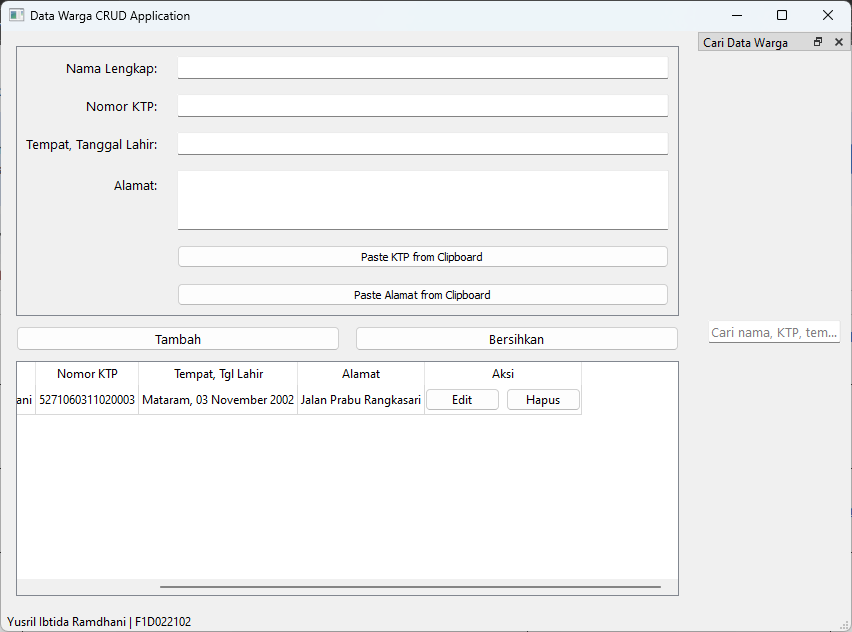 Data Warga CRUD Application
Cari Data Warga
Nama Lengkap:
Nomor KTP:
Tempat, Tanggal Lahir:
Alamat:
Paste KTP from Clipboard
Paste Alamat from Clipboard
Cari nama, KTP, tem...
Tambah Bersihkan
Nomor KTP Tempat, Tgl Lahir Alamat Aksi
ani 5271060311020003 Mataram, 03 November 2002 Jalan Prabu Rangkasari Edit Hapus
Yusril Ibtida Ramdhani | F1D022102